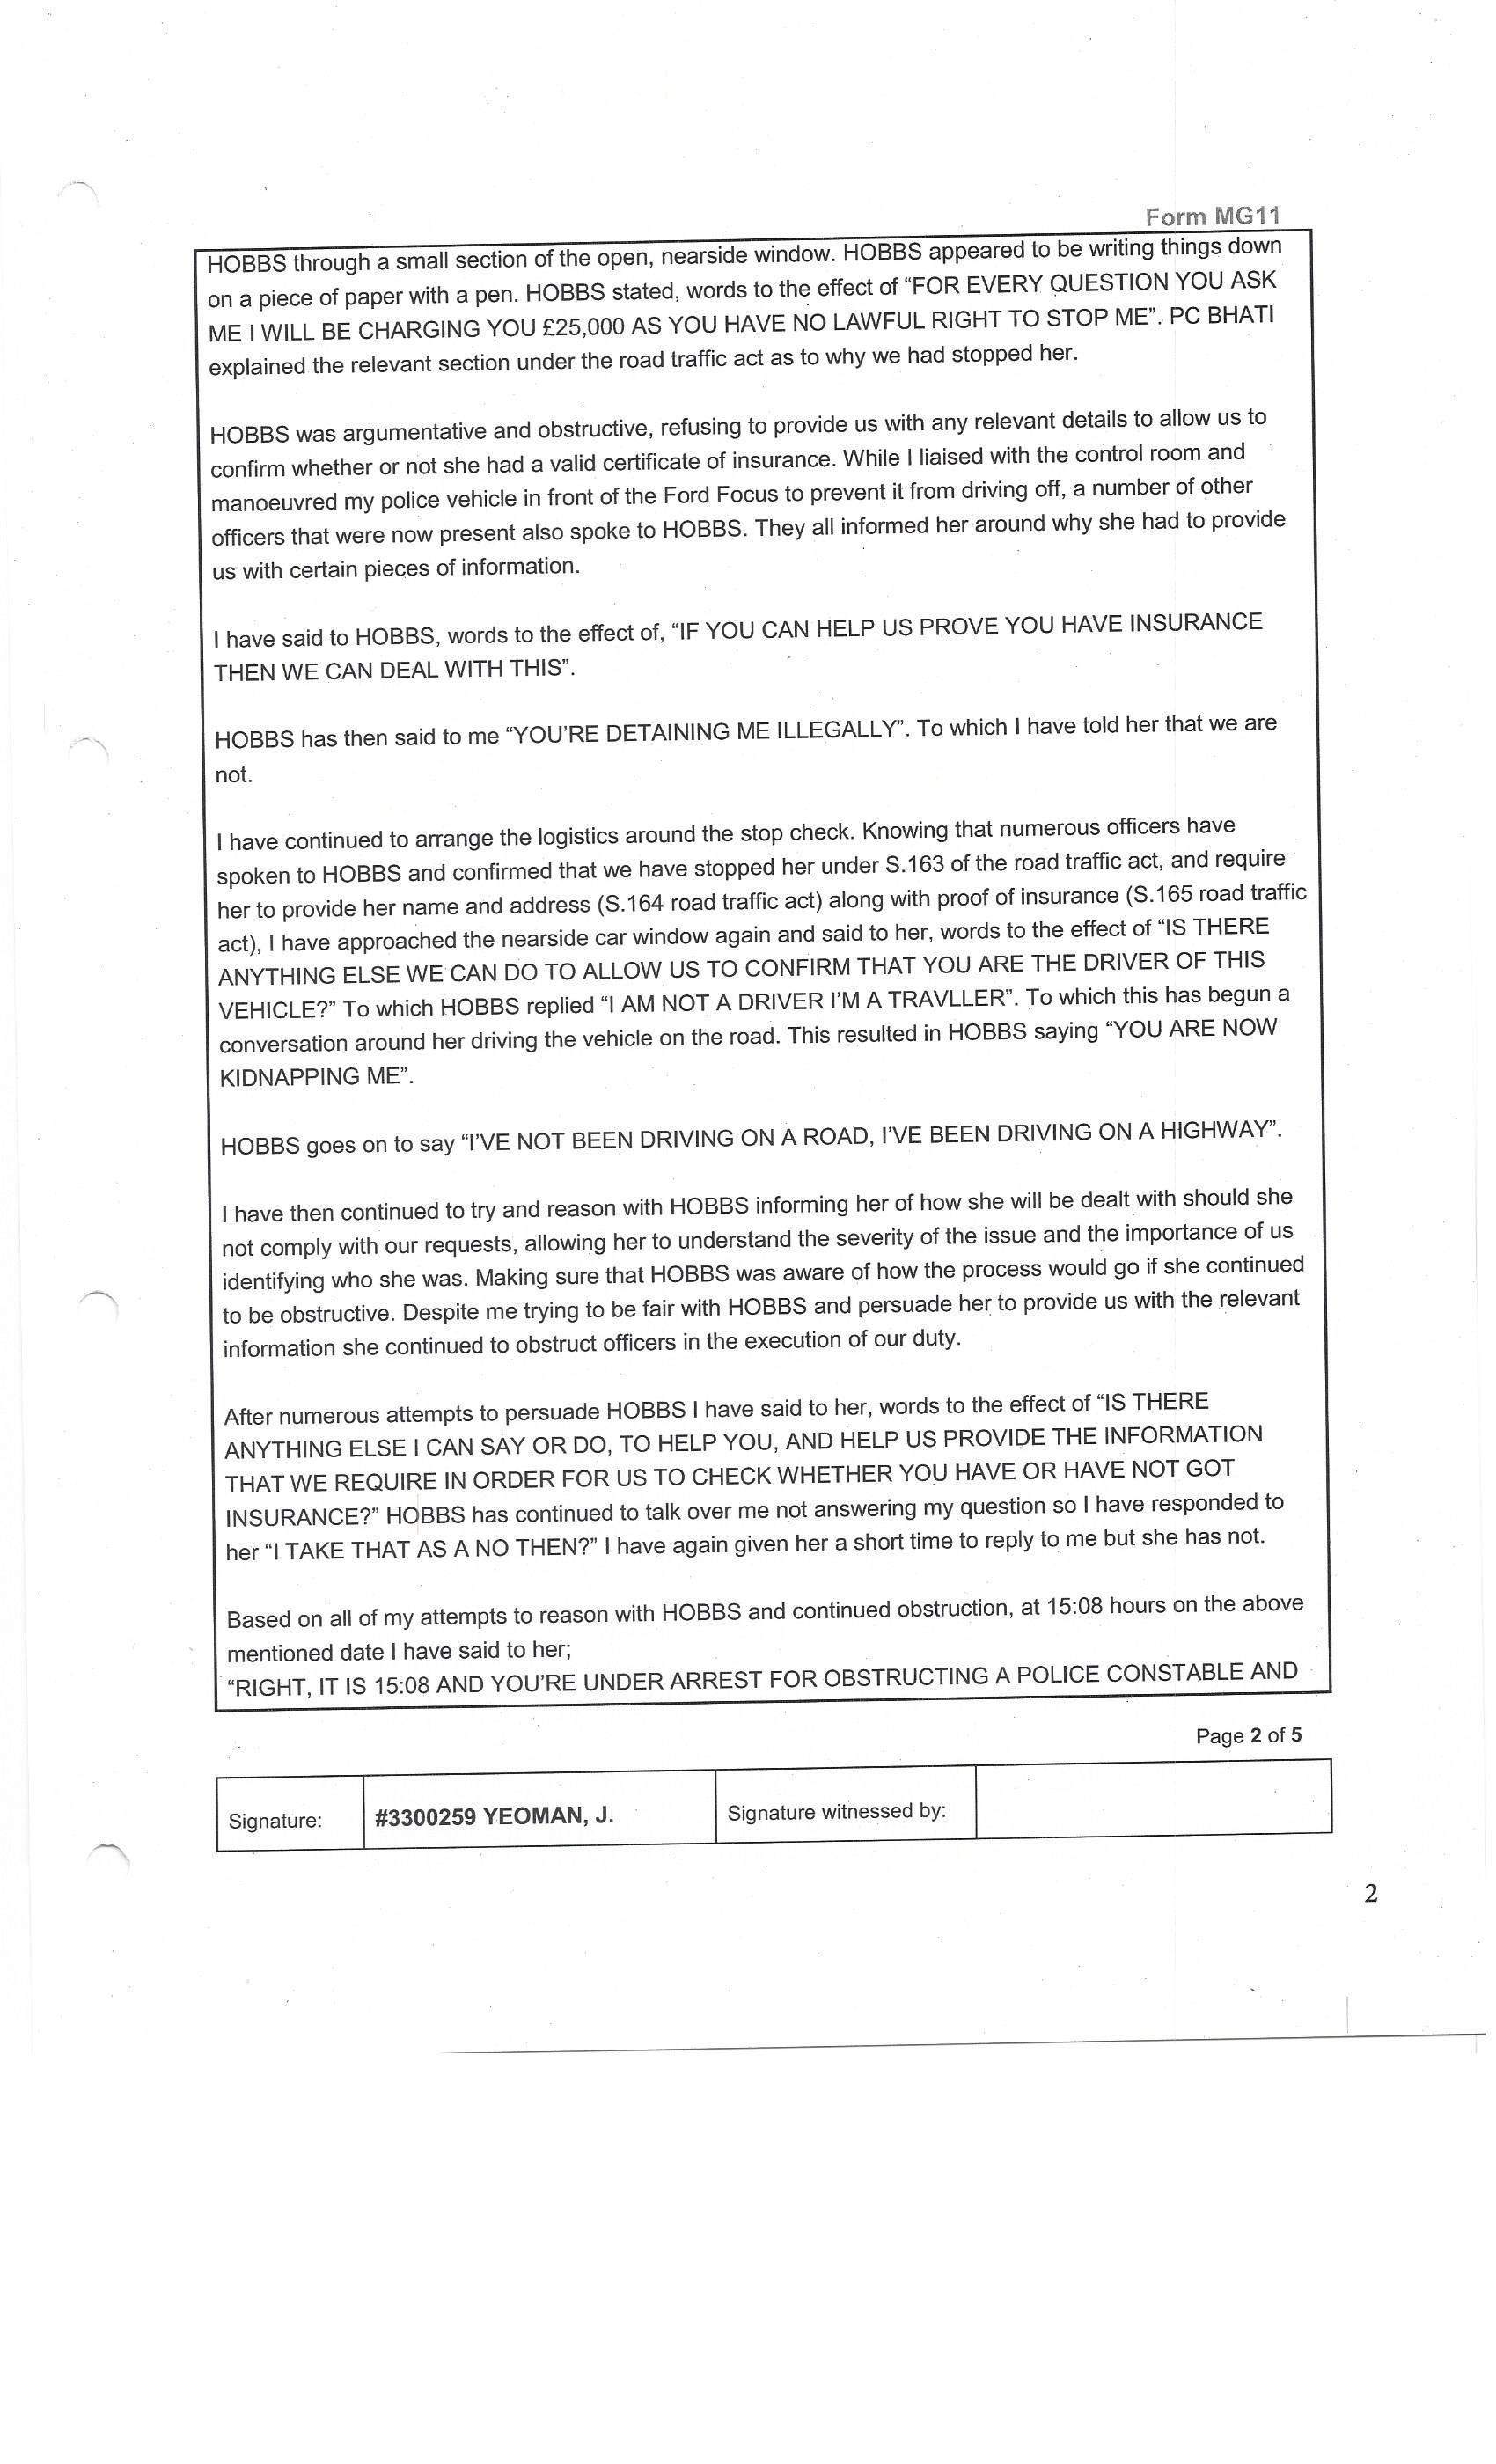 Form MG11
HOBBS through a small section of the open, nearside window. HOBBS appeared to be writing things down
on a piece of paper with a pen. HOBBS stated, words to the effect of “FOR EVERY QUESTION YOU ASK
ME I WILL BE CHARGING YOU £25,000 AS YOU HAVE NO LAWFUL RIGHT TO STOP ME”. PC BHATI
explained the relevant section under the road traffic act as to why we had stopped her.
HOBBS was argumentative and obstructive, refusing to provide us with any relevant details to allow us to
confirm whether or not she had a valid certificate of insurance. While I liaised with the control room and
manoeuvred my police vehicle in front of the Ford Focus to prevent it from driving off, a number of other
officers that were now present also spoke to HOBBS. They all informed her around why she had to provide
us with certain pieces of information.
I have said to HOBBS, words to the effect of, “IF YOU CAN HELP US PROVE YOU HAVE INSURANCE
THEN WE CAN DEAL WITH THIS”.
HOBBS has then said to me “YOU’RE DETAINING ME ILLEGALLY”. To which I have told her that we are
not.
I have continued to arrange the logistics around the stop check. Knowing that numerous officers have
spoken to HOBBS and confirmed that we have stopped her under S.163 of the road traffic act, and require
her to provide her name and address (S.164 road traffic act) along with proof of insurance (S.165 road traffic
act), I have approached the nearside car window again and said to her, words to the effect of “IS THERE
ANYTHING ELSE WE CAN DO TO ALLOW US TO CONFIRM THAT YOU ARE THE DRIVER OF THIS
VEHICLE?” To which HOBBS replied “I AM NOT A DRIVER I’M A TRAVLLER”. To which this has begun a
conversation around her driving the vehicle on the road. This resulted in HOBBS saying “YOU ARE NOW
KIDNAPPING ME”.
HOBBS goes on to say “I’VE NOT BEEN DRIVING ON A ROAD, I’VE BEEN DRIVING ON A HIGHWAY”.
I have then continued to try and reason with HOBBS informing her of how she will be dealt with should she
not comply with our requests, allowing her to understand the severity of the issue and the importance of us
identifying who she was. Making sure that HOBBS was aware of how the process would go if she continued
to be obstructive. Despite me trying to be fair with HOBBS and persuade her to provide us with the relevant
information she continued to obstruct officers in the execution of our duty.
After numerous attempts to persuade HOBBS I have said to her, words to the effect of “IS THERE
ANYTHING ELSE I CAN SAY OR DO, TO HELP YOU, AND HELP US PROVIDE THE INFORMATION
THAT WE REQUIRE IN ORDER FOR US TO CHECK WHETHER YOU HAVE OR HAVE NOT GOT
INSURANCE?” HOBBS has continued to talk over me not answering my question so I have responded to
her “I TAKE THAT AS A NO THEN?” I have again given her a short time to reply to me but she has not.
Based on all of my attempts to reason with HOBBS and continued obstruction, at 15:08 hours on the above
mentioned date I have said to her;
“RIGHT, IT IS 15:08 AND YOU’RE UNDER ARREST FOR OBSTRUCTING A POLICE CONSTABLE AND
Page 2 of 5
Signature: #3300259 YEOMAN, J. Signature witnessed by:
2